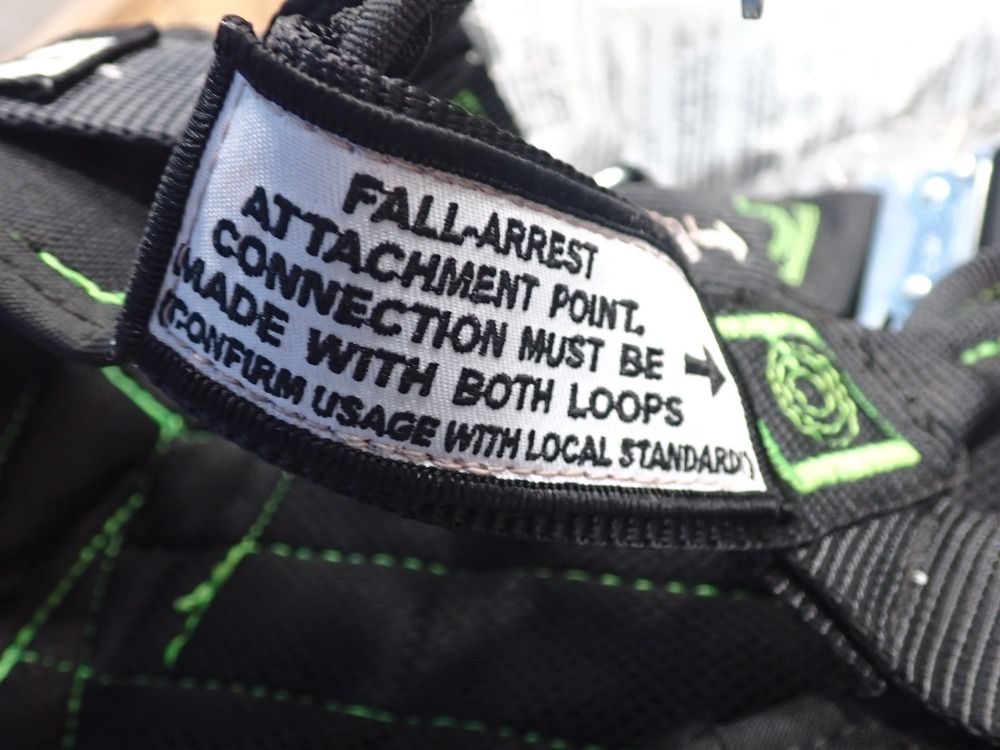 FALL-ARREST
ATTACHMENT POINT.
CONNECTION MUST BE →
MADE WITH BOTH LOOPS
(CONFIRM USAGE WITH LOCAL STANDARD)